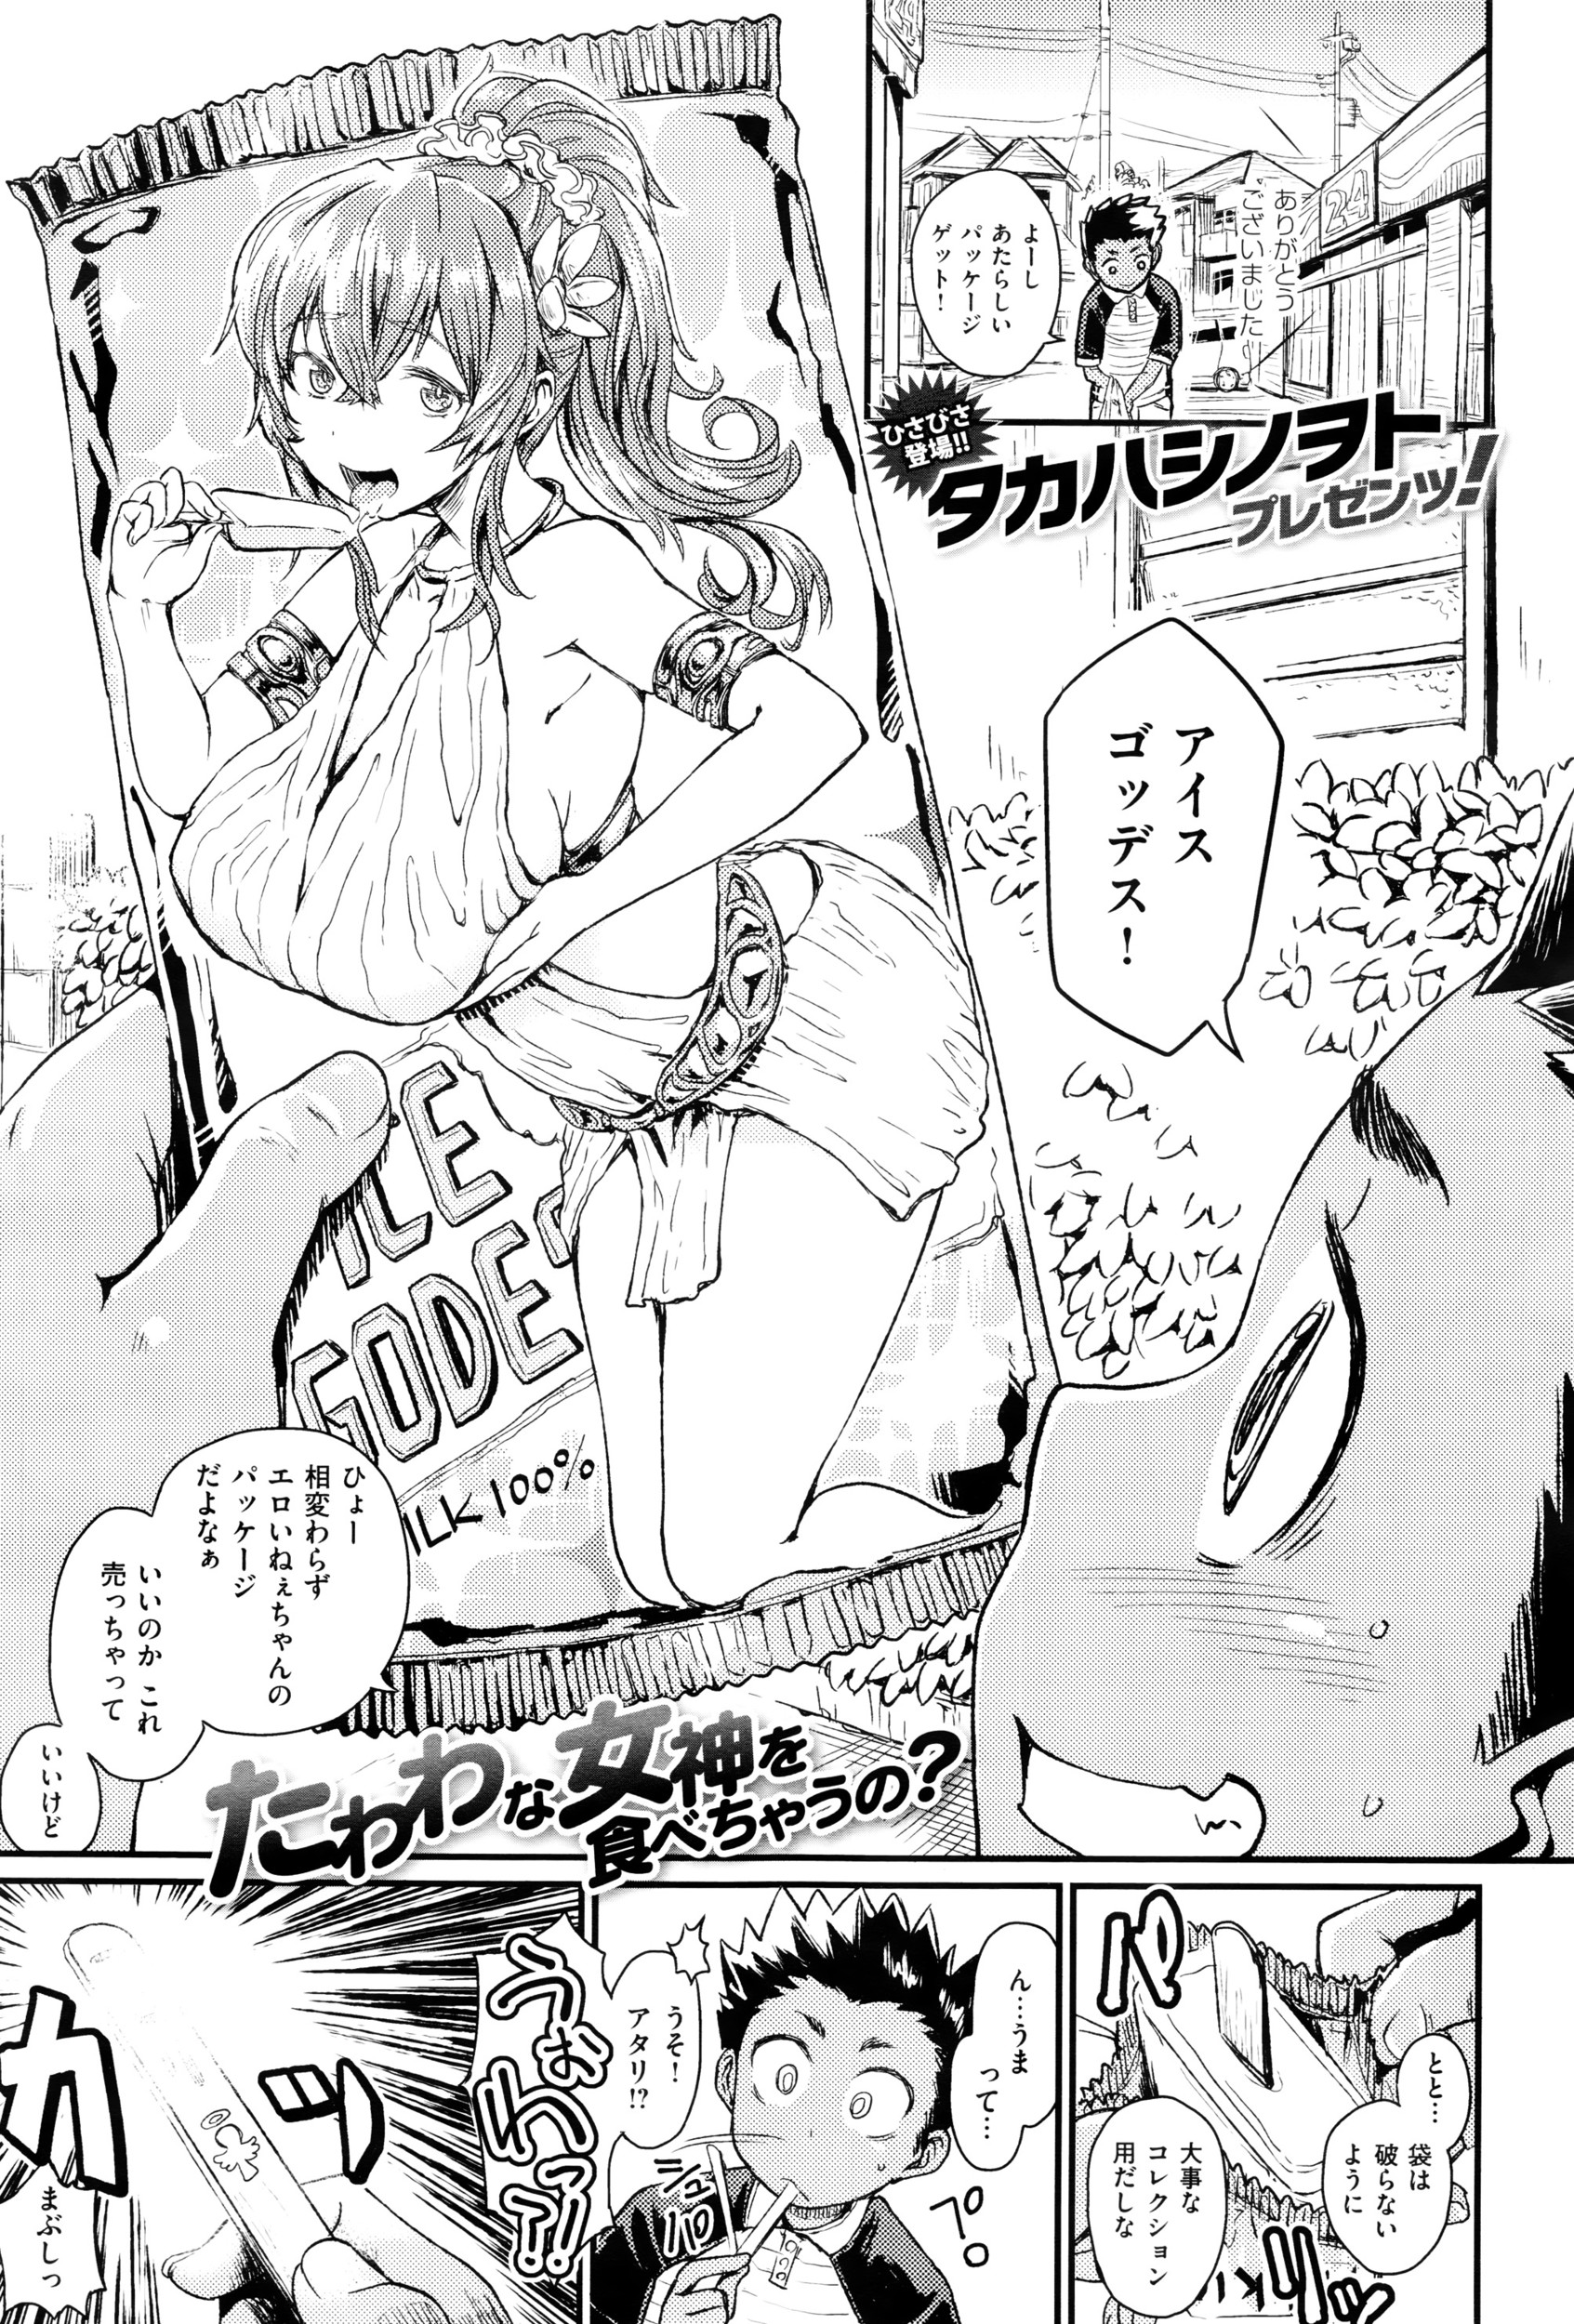 24
24
ありがとう
ございました
よーし
あたらしい
パッケージ
ゲット!
ひさびさ
登場!!
タカハシノヲト
プレゼンツ!
アイス
ゴッデス!
GODES
LK 100%
ひょー
相変わらず
エロいねぇちゃんの
パッケージ
だよなぁ
いいのか これ
売っちゃって
いいけど
たわわな女神を
食べちゃうの?
とと…
袋は
破らない
ように
大事な
コレクション
用だしな
パ
リッ
ん…うま
って…
うそ!
アタリ!?
ペロ
うおわっ!?
カ
ッ
まぶしっ